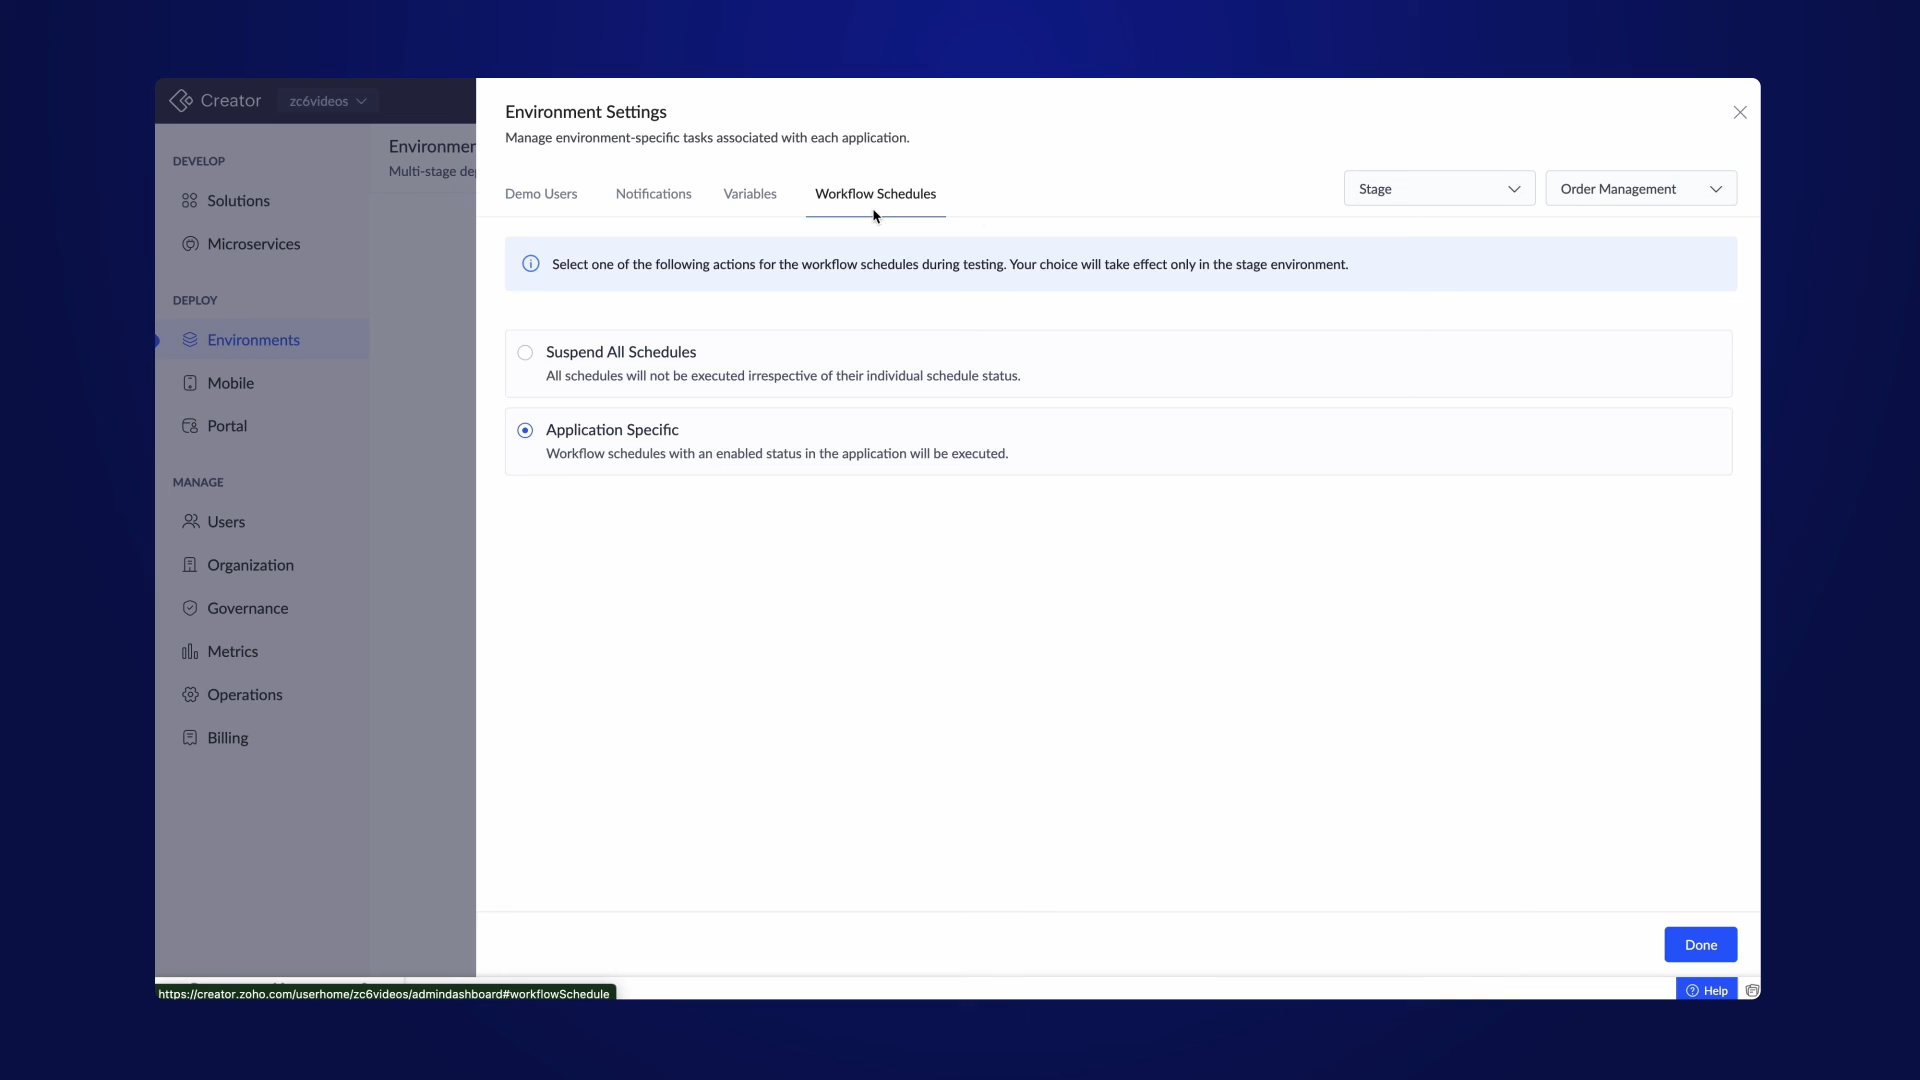 Creator
zc6videos
DEVELOP
Solutions
Microservices
DEPLOY
Environments
Mobile
Portal
MANAGE
Users
Organization
Governance
Metrics
Operations
Billing
Environmen
Multi-stage de
Environment Settings
Manage environment-specific tasks associated with each application.
Demo Users
Notifications
Variables
Workflow Schedules
Stage
Order Management
Select one of the following actions for the workflow schedules during testing. Your choice will take effect only in the stage environment.
Suspend All Schedules
All schedules will not be executed irrespective of their individual schedule status.
Application Specific
Workflow schedules with an enabled status in the application will be executed.
Done
https://creator.zoho.com/userhome/zc6videos/admindashboard#workflowSchedule
Help